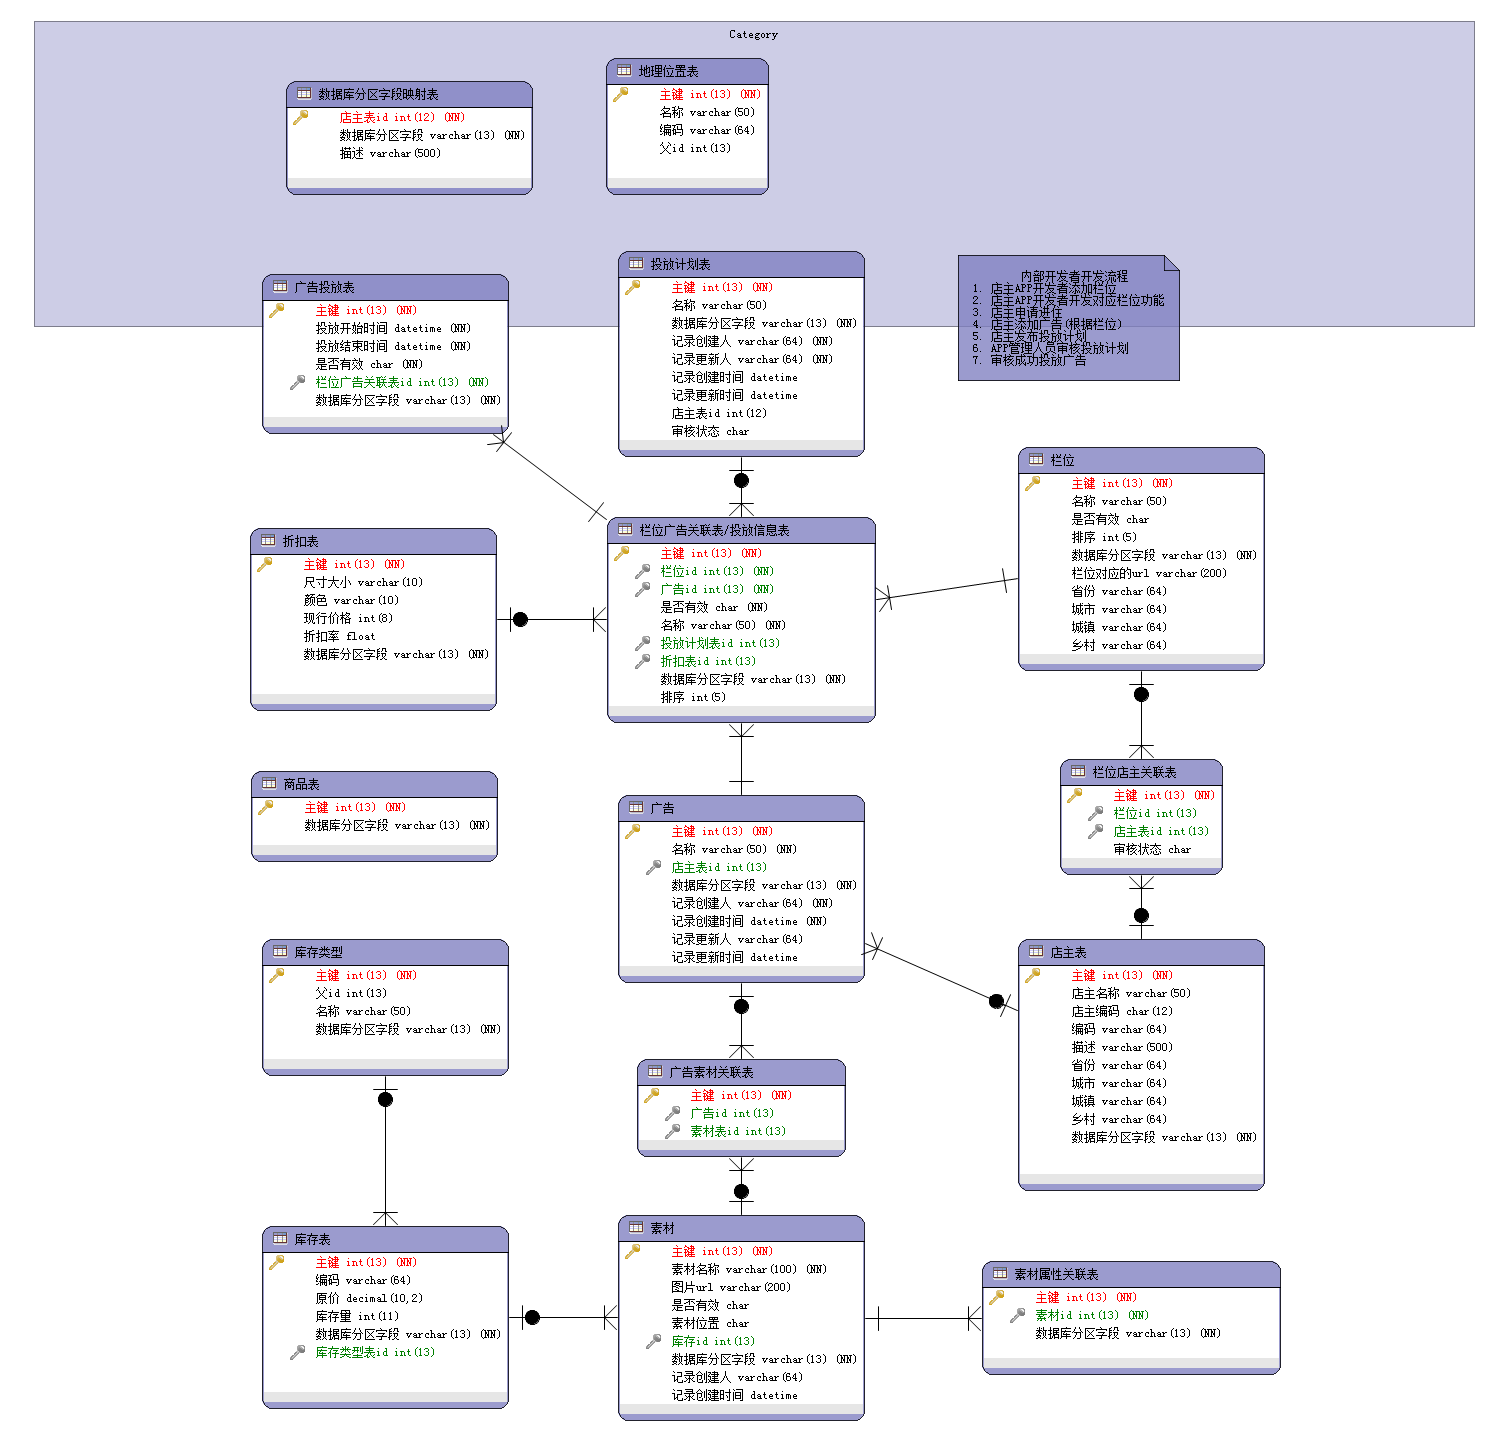 Category
地理位置表
主键 int(13) (NN)
名称 varchar(50)
编码 varchar(64)
父id int(13)
数据库分区字段映射表
店主表id int(12) (NN)
数据库分区字段 varchar(13) (NN)
描述 varchar(500)
投放计划表
主键 int(13) (NN)
名称 varchar(50)
数据库分区字段 varchar(13) (NN)
记录创建人 varchar(64) (NN)
记录更新人 varchar(64) (NN)
记录创建时间 datetime
记录更新时间 datetime
店主表id int(12)
审核状态 char
内部开发者开发流程
1. 店主APP开发者添加栏位
2. 店主APP开发者开发对应栏位功能
3. 店主申请进住
4. 店主添加广告(根据栏位)
5. 店主发布投放计划
6. APP管理人员审核投放计划
7. 审核成功投放广告
广告投放表
主键 int(13) (NN)
投放开始时间 datetime (NN)
投放结束时间 datetime (NN)
是否有效 char (NN)
栏位广告关联表id int(13) (NN)
数据库分区字段 varchar(13) (NN)
栏位
主键 int(13) (NN)
名称 varchar(50)
是否有效 char
排序 int(5)
数据库分区字段 varchar(13) (NN)
栏位对应的url varchar(200)
省份 varchar(64)
城市 varchar(64)
城镇 varchar(64)
乡村 varchar(64)
栏位广告关联表/投放信息表
主键 int(13) (NN)
栏位id int(13) (NN)
广告id int(13) (NN)
是否有效 char (NN)
名称 varchar(50) (NN)
投放计划表id int(13)
折扣表id int(13)
数据库分区字段 varchar(13) (NN)
排序 int(5)
折扣表
主键 int(13) (NN)
尺寸大小 varchar(10)
颜色 varchar(10)
现行价格 int(8)
折扣率 float
数据库分区字段 varchar(13) (NN)
栏位店主关联表
主键 int(13) (NN)
栏位id int(13)
店主表id int(13)
审核状态 char
商品表
主键 int(13) (NN)
数据库分区字段 varchar(13) (NN)
广告
主键 int(13) (NN)
名称 varchar(50) (NN)
店主表id int(13)
数据库分区字段 varchar(13) (NN)
记录创建人 varchar(64) (NN)
记录创建时间 datetime (NN)
记录更新人 varchar(64)
记录更新时间 datetime
库存类型
主键 int(13) (NN)
父id int(13)
名称 varchar(50)
数据库分区字段 varchar(13) (NN)
店主表
主键 int(13) (NN)
店主名称 varchar(50)
店主编码 char(12)
编码 varchar(64)
描述 varchar(500)
省份 varchar(64)
城市 varchar(64)
城镇 varchar(64)
乡村 varchar(64)
数据库分区字段 varchar(13) (NN)
广告素材关联表
主键 int(13) (NN)
广告id int(13)
素材表id int(13)
库存表
主键 int(13) (NN)
编码 varchar(64)
原价 decimal(10,2)
库存量 int(11)
数据库分区字段 varchar(13) (NN)
库存类型表id int(13)
素材
主键 int(13) (NN)
素材名称 varchar(100) (NN)
图片url varchar(200)
是否有效 char
素材位置 char
库存id int(13)
数据库分区字段 varchar(13) (NN)
记录创建人 varchar(64)
记录创建时间 datetime
素材属性关联表
主键 int(13) (NN)
素材id int(13) (NN)
数据库分区字段 varchar(13) (NN)